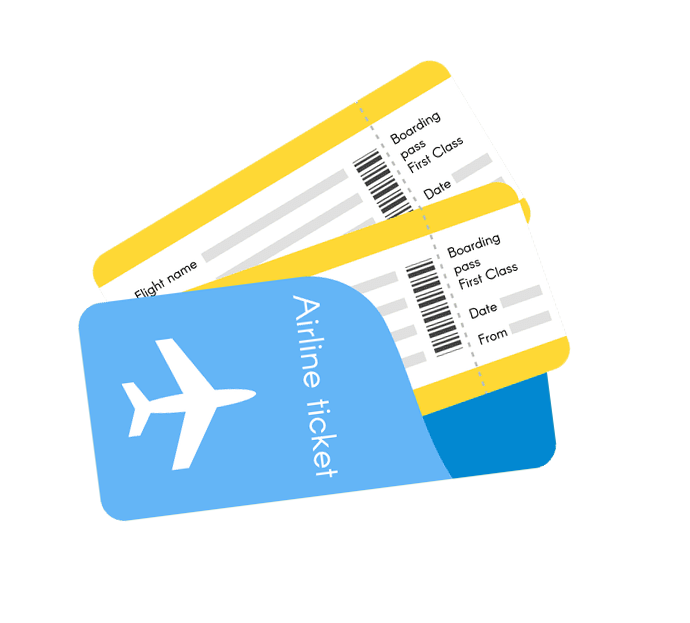 Boarding
pass
First Class
Date
Flight name
Boarding
pass
First Class
Date
From
Airline ticket